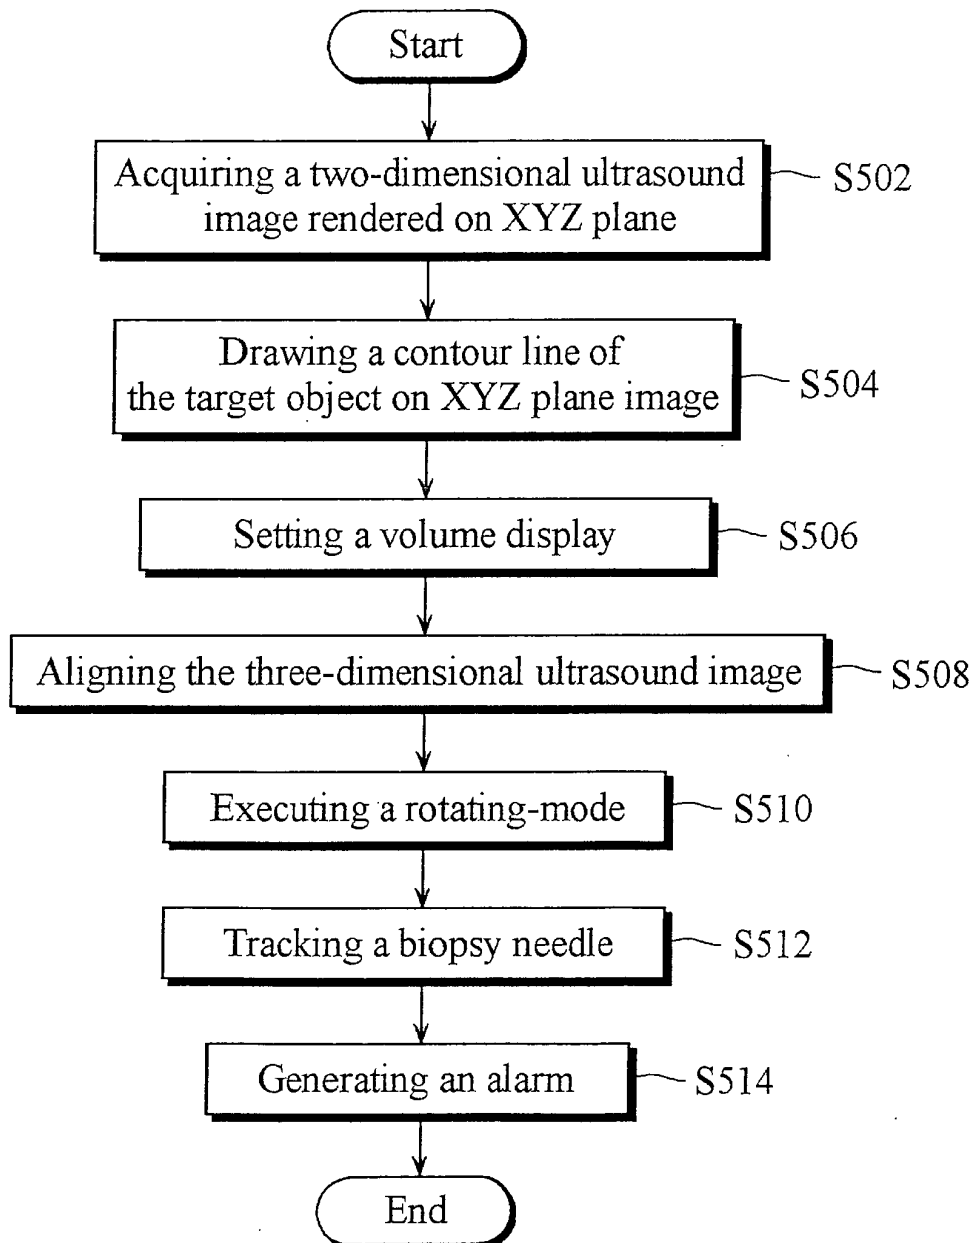 Start
Acquiring a two-dimensional ultrasound
image rendered on XYZ plane
S502
Drawing a contour line of
the target object on XYZ plane image
S504
Setting a volume display
S506
Aligning the three-dimensional ultrasound image
S508
Executing a rotating-mode
S510
Tracking a biopsy needle
S512
Generating an alarm
S514
End